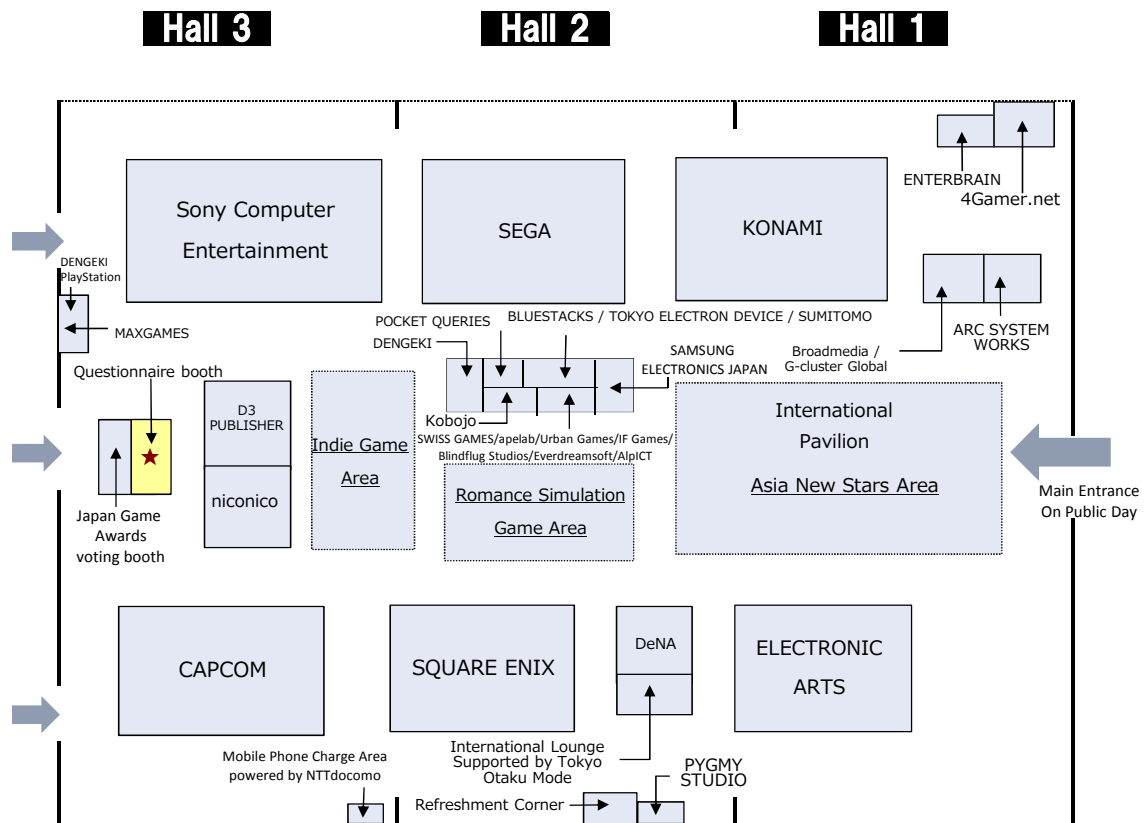 Hall 3
Hall 2
Hall 1
ENTERBRAIN
4Gamer.net
Sony Computer
Entertainment
SEGA
KONAMI
DENGEKI
PlayStation
MAXGAMES
POCKET QUERIES
BLUESTACKS / TOKYO ELECTRON DEVICE / SUMITOMO
DENGEKI
SAMSUNG
ELECTRONICS JAPAN
Broadmedia /
G-cluster Global
ARC SYSTEM
WORKS
Questionnaire booth
D3
PUBLISHER
niconico
Indie Game
Area
Kobojo
SWISS GAMES/apelab/Urban Games/IF Games/
Blindflug Studios/Everdreamsoft/AlpICT
Romance Simulation
Game Area
International
Pavilion
Asia New Stars Area
Main Entrance
On Public Day
Japan Game
Awards
voting booth
CAPCOM
SQUARE ENIX
DeNA
ELECTRONIC
ARTS
Mobile Phone Charge Area
powered by NTTdocomo
International Lounge
Supported by Tokyo
Otaku Mode
PYGMY
STUDIO
Refreshment Corner